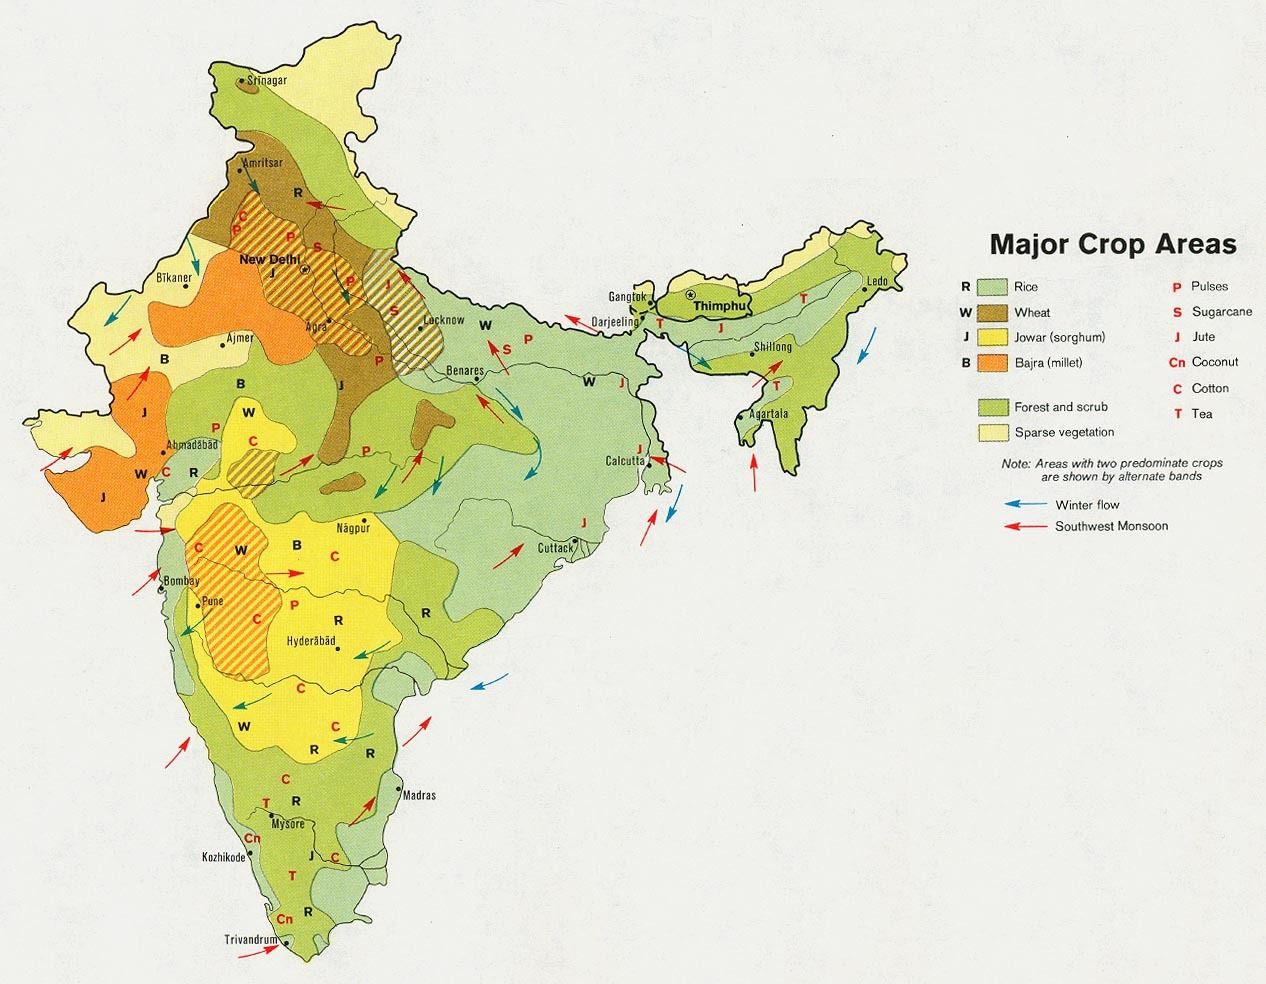 Major Crop Areas
R Rice
W Wheat
J Jowar (sorghum)
B Bajra (millet)
Forest and scrub
Sparse vegetation
P Pulses
S Sugarcane
J Jute
Cn Coconut
C Cotton
T Tea
Note: Areas with two predominate crops
are shown by alternate bands
Winter flow
Southwest Monsoon
Srīnagar
Amritsar
R
C
P
P
S
New Delhi
J
P
J
S
Bīkaner
Agra
Lucknow
W
P
S
Gangtok
Thimphu
Darjeeling
T
J
T
Ledo
Shillong
T
Agartala
Ajmer
B
P
Benares
W
J
J
B
J
W
P
C
Ahmadābād
W
C
R
P
J
Calcutta
J
Nāgpur
J
Cuttack
C
W
B
C
Bombay
Pune
C
P
R
R
Hyderābād
C
W
C
R
R
C
T
R
Madras
Mysore
Cn
Kozhikode
J
C
T
Cn
R
Trivandrum